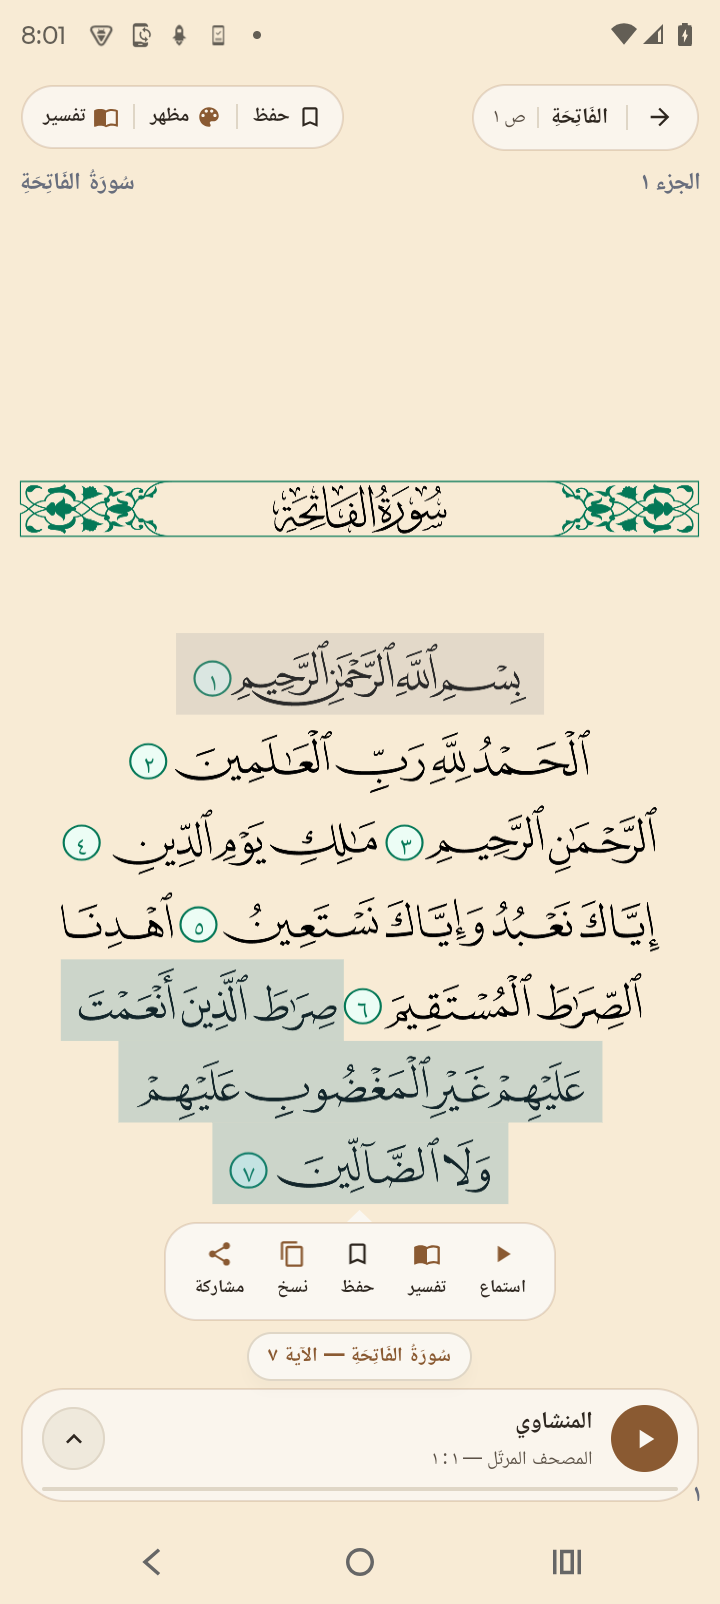 8:01
حفظ
مظهر
تفسير
الفَاتِحَةِ
ص ١
الجزء ١
سُورَةُ الفَاتِحَةِ
سُورَةُ الفَاتِحَةِ
بِسْمِ ٱللَّهِ ٱلرَّحْمَٰنِ ٱلرَّحِيمِ ١
ٱلْحَمْدُ لِلَّهِ رَبِّ ٱلْعَٰلَمِينَ ٢
ٱلرَّحْمَٰنِ ٱلرَّحِيمِ ٣ مَٰلِكِ يَوْمِ ٱلدِّينِ ٤
إِيَّاكَ نَعْبُدُ وَإِيَّاكَ نَسْتَعِينُ ٥ ٱهْدِنَا
ٱلصِّرَٰطَ ٱلْمُسْتَقِيمَ ٦ صِرَٰطَ ٱلَّذِينَ أَنْعَمْتَ
عَلَيْهِمْ غَيْرِ ٱلْمَغْضُوبِ عَلَيْهِمْ
وَلَا ٱلضَّآلِّينَ ٧
استماع
تفسير
حفظ
نسخ
مشاركة
سُورَةُ الفَاتِحَةِ — الآية ٧
المنشاوي
المصحف المرتّل — ١:١
١